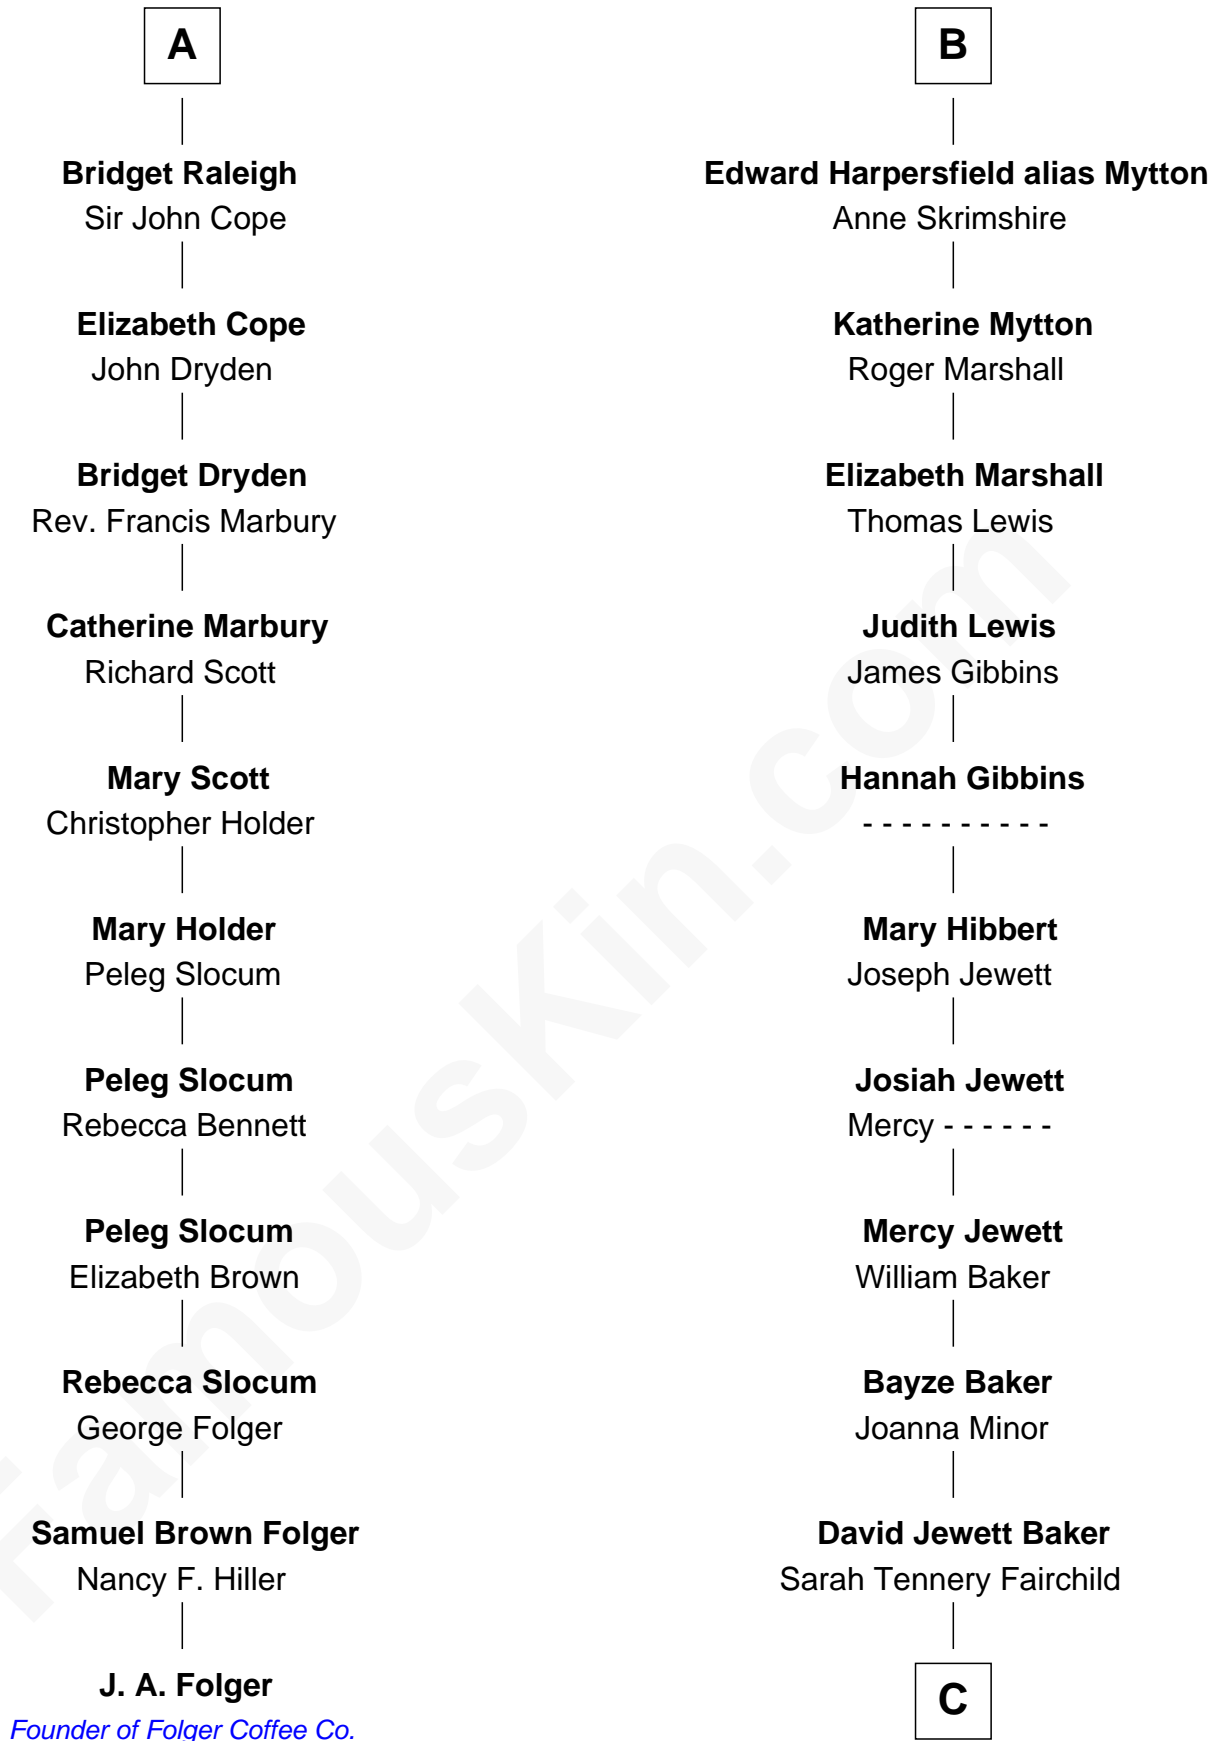 A
Bridget Raleigh
Sir John Cope
Elizabeth Cope
John Dryden
Bridget Dryden
Rev. Francis Marbury
Catherine Marbury
Richard Scott
Mary Scott
Christopher Holder
Mary Holder
Peleg Slocum
Peleg Slocum
Rebecca Bennett
Peleg Slocum
Elizabeth Brown
Rebecca Slocum
George Folger
Samuel Brown Folger
Nancy F. Hiller
J. A. Folger
Founder of Folger Coffee Co.
B
Edward Harpersfield alias Mytton
Anne Skrimshire
Katherine Mytton
Roger Marshall
Elizabeth Marshall
Thomas Lewis
Judith Lewis
James Gibbins
Hannah Gibbins
- - - - - - - - - -
Mary Hibbert
Joseph Jewett
Josiah Jewett
Mercy - - - - - -
Mercy Jewett
William Baker
Bayze Baker
Joanna Minor
David Jewett Baker
Sarah Tennery Fairchild
C
FamousKin.com